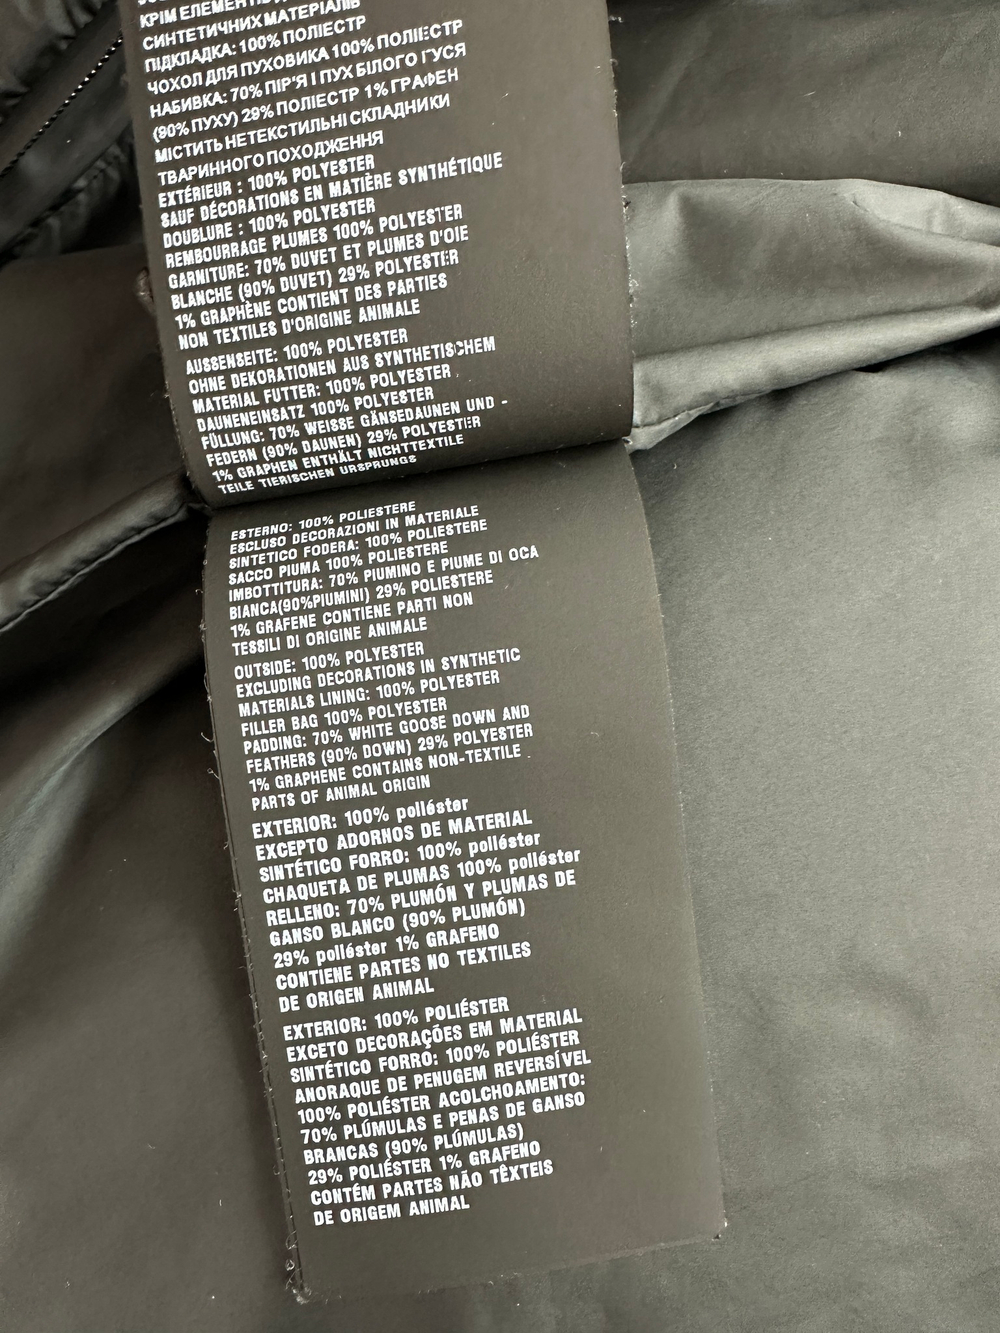 КРІМ ЕЛЕМЕНТІВ
СИНТЕТИЧНИХ МАТЕРІАЛІВ
ПІДКЛАДКА: 100% ПОЛІЕСТР
ЧОХОЛ ДЛЯ ПУХОВИКА 100% ПОЛІЕСТР
НАБИВКА: 70% ПІР'Я І ПУХ БІЛОГО ГУСЯ
(90% ПУХУ) 29% ПОЛІЕСТР 1% ГРАФЕН
МІСТИТЬ НЕТЕКСТИЛЬНІ СКЛАДНИКИ
ТВАРИННОГО ПОХОДЖЕННЯ
EXTÉRIEUR : 100% POLYESTER
SAUF DÉCORATIONS EN MATIÈRE SYNTHÉTIQUE
DOUBLURE : 100% POLYESTER
REMBOURRAGE PLUMES 100% POLYESTER
GARNITURE: 70% DUVET ET PLUMES D'OIE
BLANCHE (90% DUVET) 29% POLYESTER
1% GRAPHÈNE CONTIENT DES PARTIES
NON TEXTILES D'ORIGINE ANIMALE
AUSSENSEITE: 100% POLYESTER
OHNE DEKORATIONEN AUS SYNTHETISCHEM
MATERIAL FUTTER: 100% POLYESTER
DAUNENEINSATZ 100% POLYESTER
FÜLLUNG: 70% WEISSE GÄNSEDAUNEN UND -
FEDERN (90% DAUNEN) 29% POLYESTER
1% GRAPHEN ENTHÄLT NICHTTEXTILE
TEILE TIERISCHEN URSPRUNGS
ESTERNO: 100% POLIESTERE
ESCLUSO DECORAZIONI IN MATERIALE
SINTETICO FODERA: 100% POLIESTERE
SACCO PIUMA 100% POLIESTERE
IMBOTTITURA: 70% PIUMINO E PIUME DI OCA
BIANCA(90%PIUMINI) 29% POLIESTERE
1% GRAFENE CONTIENE PARTI NON
TESSILI DI ORIGINE ANIMALE
OUTSIDE: 100% POLYESTER
EXCLUDING DECORATIONS IN SYNTHETIC
MATERIALS LINING: 100% POLYESTER
FILLER BAG 100% POLYESTER
PADDING: 70% WHITE GOOSE DOWN AND
FEATHERS (90% DOWN) 29% POLYESTER
1% GRAPHENE CONTAINS NON-TEXTILE
PARTS OF ANIMAL ORIGIN
EXTERIOR: 100% poliéster
EXCEPTO ADORNOS DE MATERIAL
SINTÉTICO FORRO: 100% poliéster
CHAQUETA DE PLUMAS 100% poliéster
RELLENO: 70% PLUMÓN Y PLUMAS DE
GANSO BLANCO (90% PLUMÓN)
29% poliéster 1% GRAFENO
CONTIENE PARTES NO TEXTILES
DE ORIGEN ANIMAL
EXTERIOR: 100% POLIÉSTER
EXCETO DECORAÇÕES EM MATERIAL
SINTÉTICO FORRO: 100% POLIÉSTER
ANORAQUE DE PENUGEM REVERSÍVEL
100% POLIÉSTER ACOLCHOAMENTO:
70% PLÚMULAS E PENAS DE GANSO
BRANCAS (90% PLÚMULAS)
29% POLIÉSTER 1% GRAFENO
CONTÉM PARTES NÃO TÊXTEIS
DE ORIGEM ANIMAL